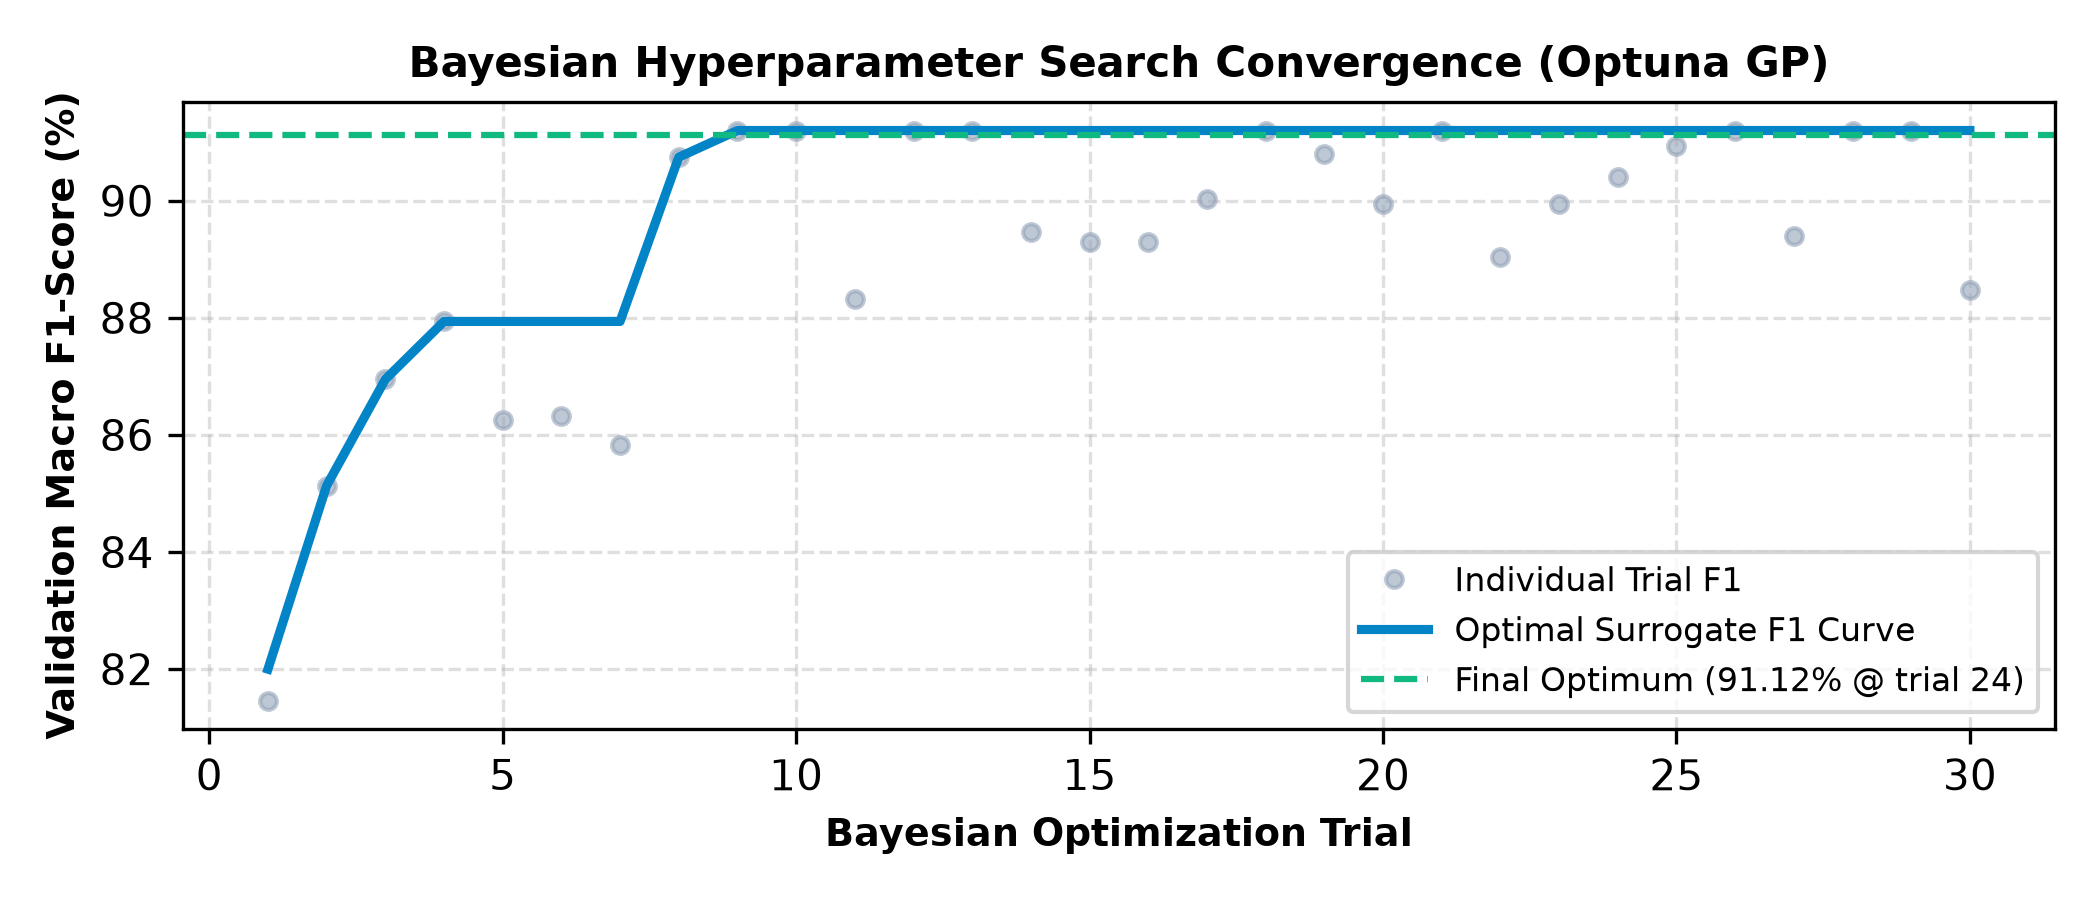 Bayesian Hyperparameter Search Convergence (Optuna GP)
Validation Macro F1-Score (%)
90
88
86
84
82
Individual Trial F1
Optimal Surrogate F1 Curve
Final Optimum (91.12% @ trial 24)
0 5 10 15 20 25 30
Bayesian Optimization Trial